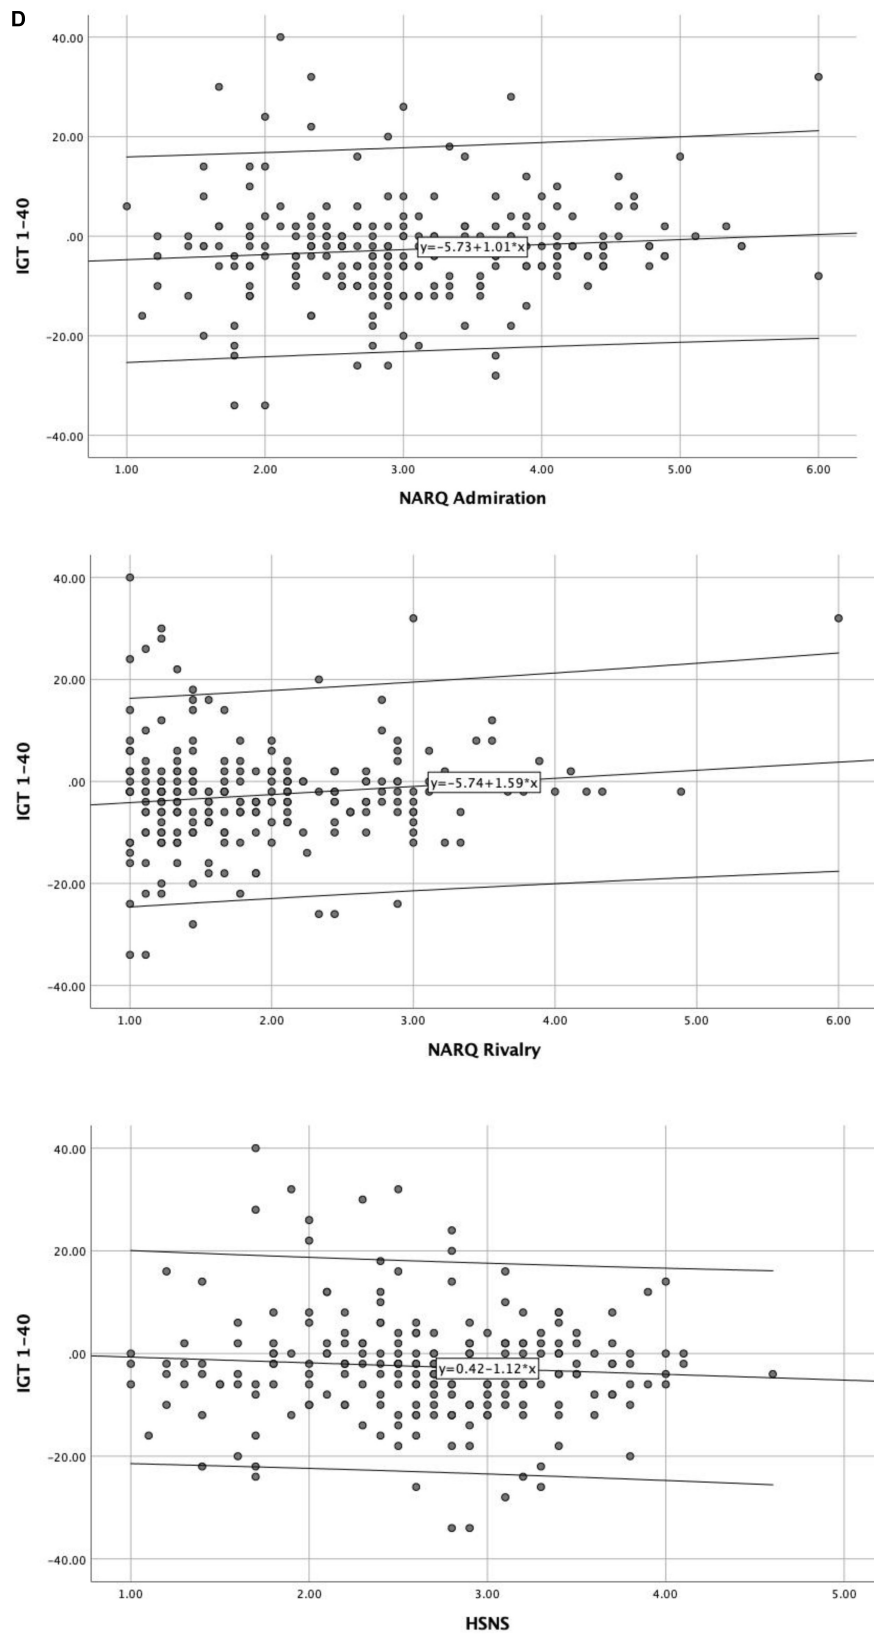 D
40.00
20.00
.00
-20.00
-40.00
IGT 1-40
y=-5.73+1.01*x
1.00 2.00 3.00 4.00 5.00 6.00
NARQ Admiration
40.00
20.00
.00
-20.00
-40.00
IGT 1-40
y=-5.74+1.59*x
1.00 2.00 3.00 4.00 5.00 6.00
NARQ Rivalry
40.00
20.00
.00
-20.00
-40.00
IGT 1-40
y=0.42-1.12*x
1.00 2.00 3.00 4.00 5.00
HSNS